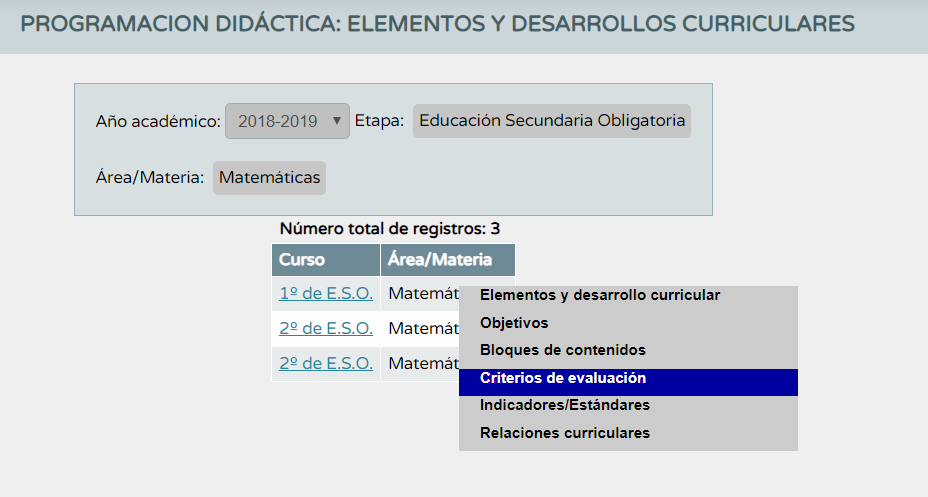 PROGRAMACION DIDÁCTICA: ELEMENTOS Y DESARROLLOS CURRICULARES
Año académico: 2018-2019 Etapa: Educación Secundaria Obligatoria
Área/Materia: Matemáticas
Número total de registros: 3
Curso Área/Materia
1º de E.S.O. Matemát
2º de E.S.O. Matemát
2º de E.S.O. Matemát
Elementos y desarrollo curricular
Objetivos
Bloques de contenidos
Criterios de evaluación
Indicadores/Estándares
Relaciones curriculares